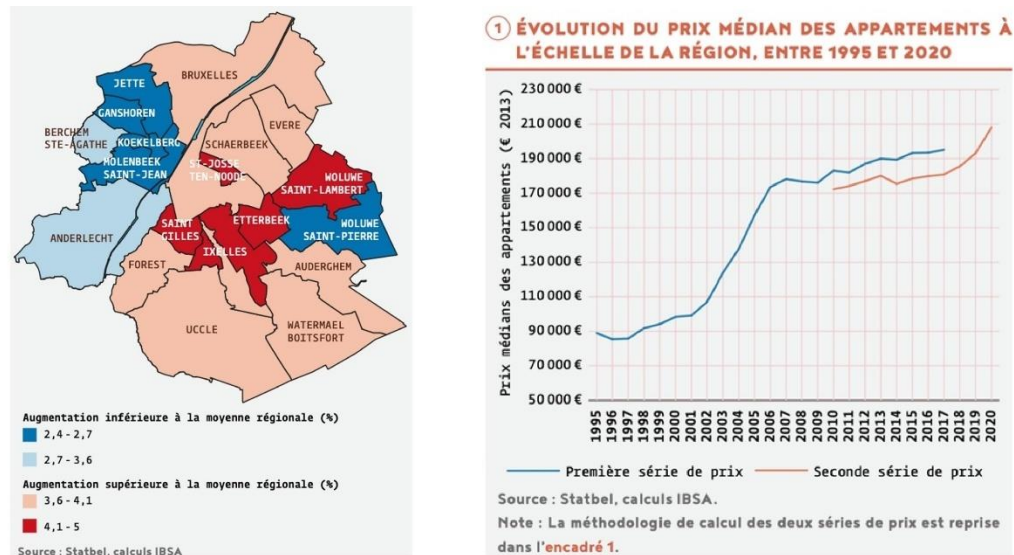 BRUXELLES
JETTE
GANSHOREN
EVERE
BERCHEM
STE-AGATHE
KOEKELBERG
SCHAERBEEK
MOLENBEEK
SAINT-JEAN
ST-JOSSE
TEN-NOODE
WOLUWE
SAINT-LAMBERT
ETTERBEEK
WOLUWE
SAINT-PIERRE
SAINT
GILLES
ANDERLECHT
IXELLES
FOREST
AUDERGHEM
UCCLE
WATERMAEL
BOITSFORT
Augmentation inférieure à la moyenne régionale (%)
2,4 - 2,7
2,7 - 3,6
Augmentation supérieure à la moyenne régionale (%)
3,6 - 4,1
4,1 - 5
Source : Statbel, calculs IBSA
1 ÉVOLUTION DU PRIX MÉDIAN DES APPARTEMENTS À
L'ÉCHELLE DE LA RÉGION, ENTRE 1995 ET 2020
Prix médians des appartements (€ 2013)
230 000 €
210 000 €
190 000 €
170 000 €
150 000 €
130 000 €
110 000 €
90 000 €
70 000 €
50 000 €
1995 1996 1997 1998 1999 2000 2001 2002 2003 2004 2005 2006 2007 2008 2009 2010 2011 2012 2013 2014 2015 2016 2017 2018 2019 2020
Première série de prix Seconde série de prix
Source : Statbel, calculs IBSA.
Note : La méthodologie de calcul des deux séries de prix est reprise
dans l'encadré 1.